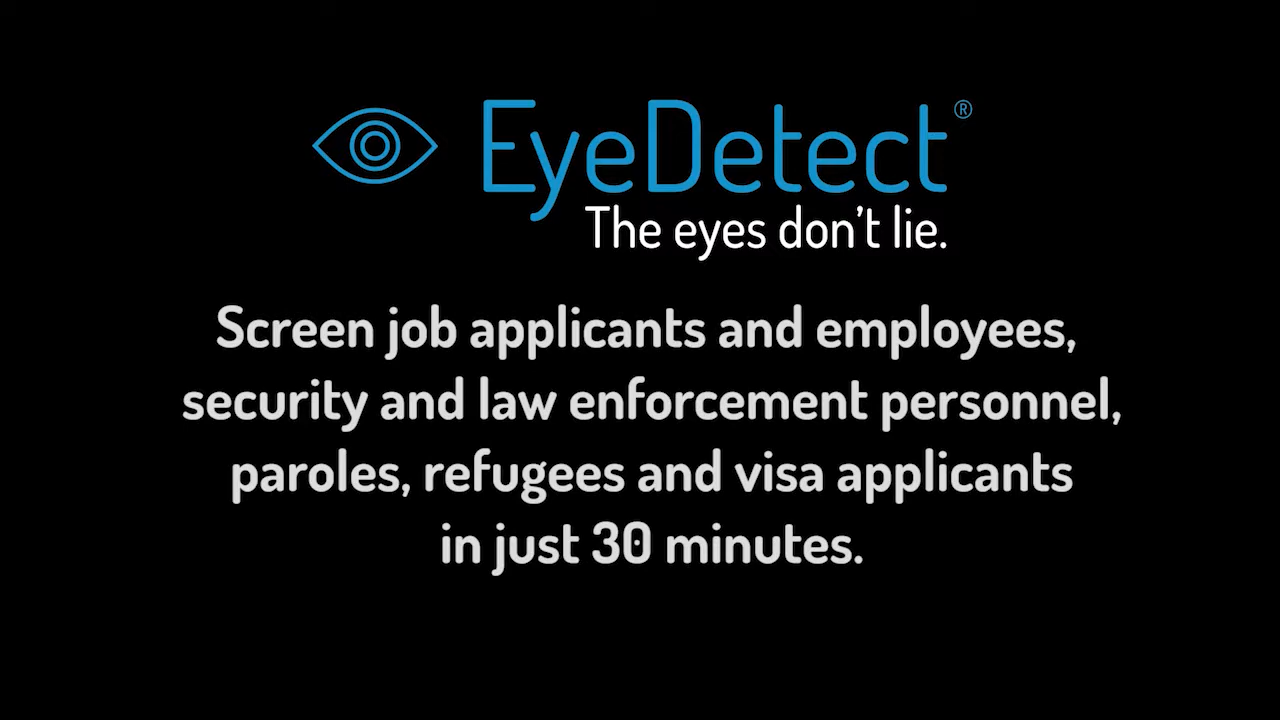 EyeDetect®
The eyes don't lie.
Screen job applicants and employees,
security and law enforcement personnel,
paroles, refugees and visa applicants
in just 30 minutes.